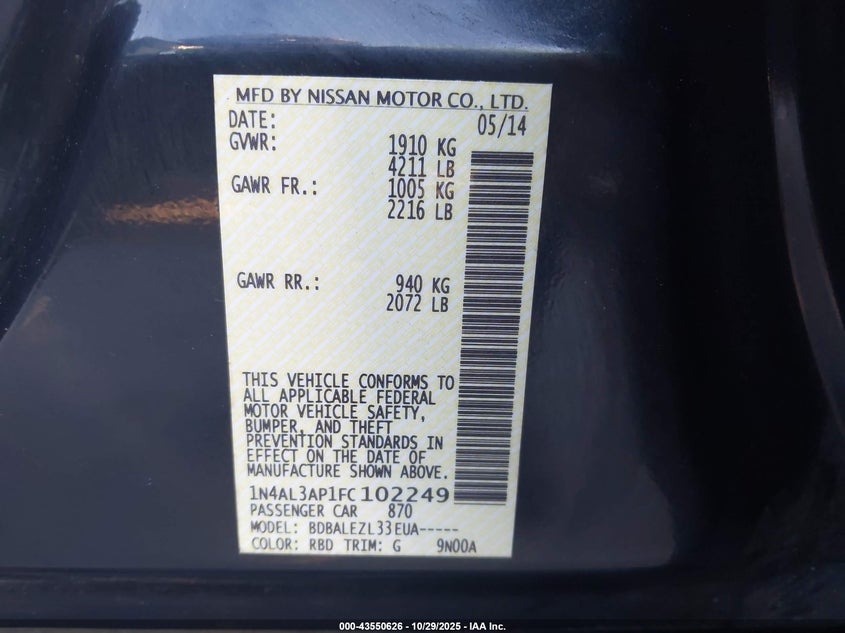 MFD BY NISSAN MOTOR CO., LTD.
DATE: 05/14
GVWR: 1910 KG
4211 LB
GAWR FR.: 1005 KG
2216 LB
GAWR RR.: 940 KG
2072 LB
THIS VEHICLE CONFORMS TO
ALL APPLICABLE FEDERAL
MOTOR VEHICLE SAFETY,
BUMPER, AND THEFT
PREVENTION STANDARDS IN
EFFECT ON THE DATE OF
MANUFACTURE SHOWN ABOVE.
1N4AL3AP1FC102249
PASSENGER CAR 870
MODEL: BDBALEZL33EUA-----
COLOR: RBD TRIM: G 9N00A
000-43550626 - 10/29/2025 - IAA Inc.